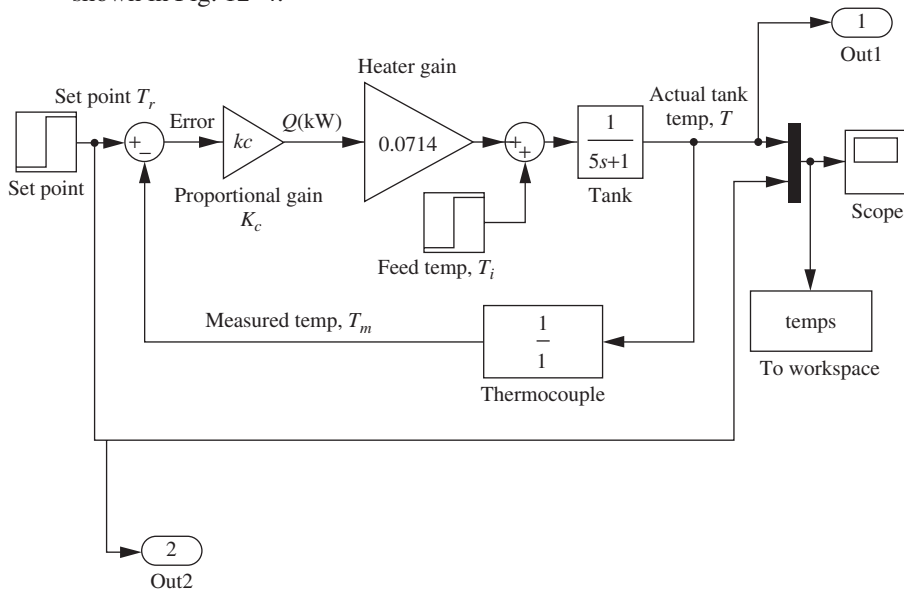 shown in Fig. 12–4.
1
Out1
Heater gain
Set point T_r
Error
Q(kW)
Actual tank
temp, T
+
−
kc
0.0714
+
+
1
5s+1
Set point
Proportional gain
K_c
Tank
Scope
Feed temp, T_i
Measured temp, T_m
1
1
Thermocouple
temps
To workspace
2
Out2